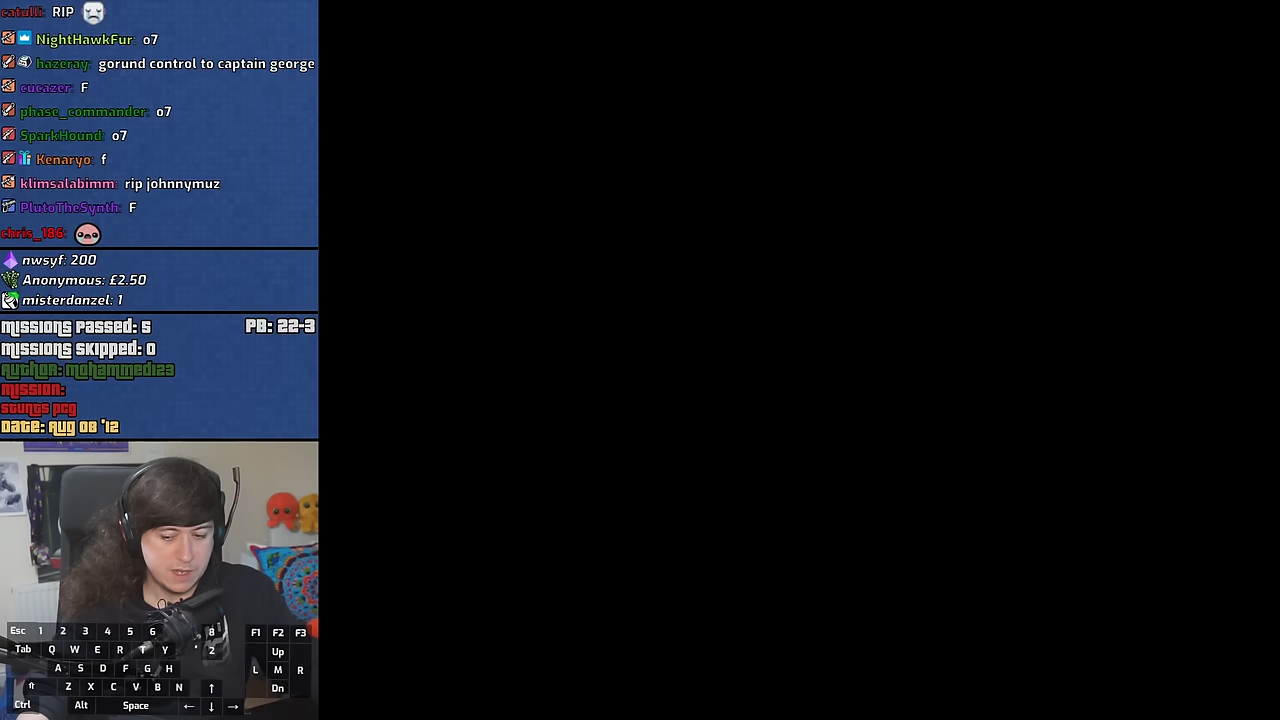 catulli: RIP
NightHawkFur: o7
hazeray: gorund control to captain george
cucazer: F
phase_commander: o7
SparkHound: o7
Kenaryo: f
klimsalabimm: rip johnnymuz
PlutoTheSynth: F
chris_186:
nwsyf: 200
Anonymous: £2.50
misterdanzel: 1
Missions Passed: 5 PB: 22-3
Missions Skipped: 0
Author: mohammed123
Mission:
stunts pcg
Date: Aug 08 '12
Esc 1 2 3 4 5 6 8 F1 F2 F3
Tab Q W E R T Y 2 Up
A S D F G H L M R
⇧ Z X C V B N ↑ Dn
Ctrl Alt Space ← ↓ →